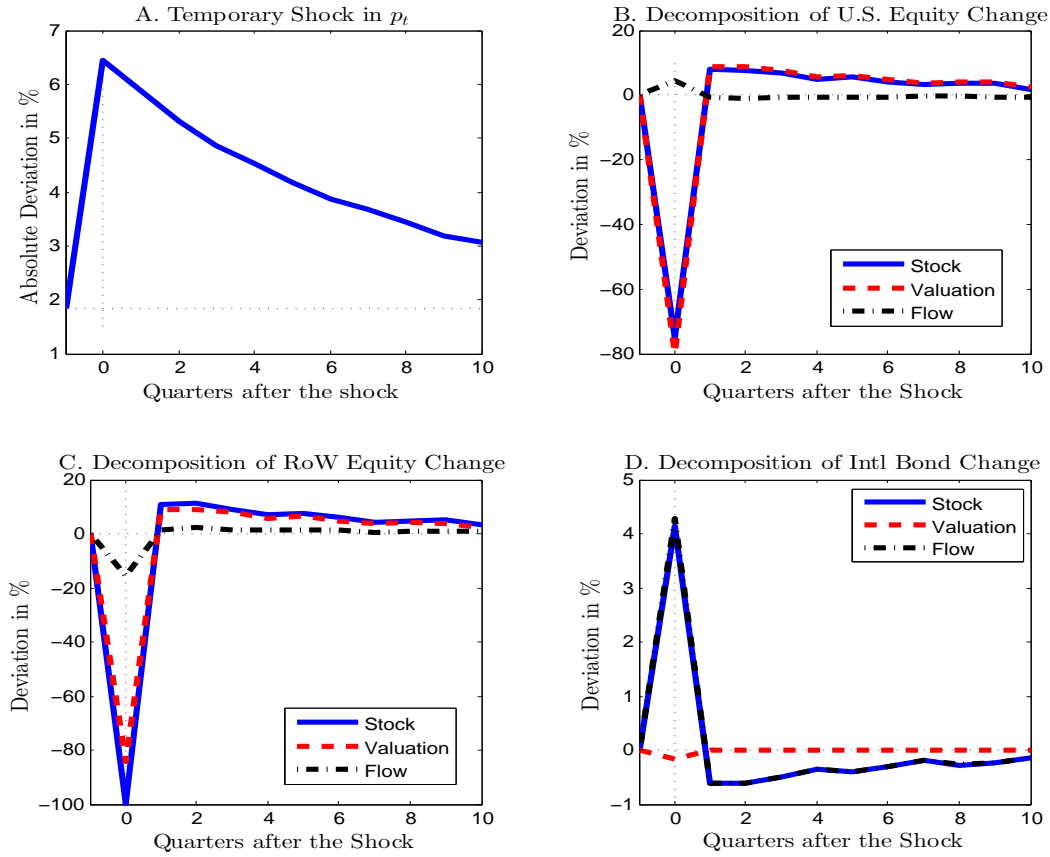 A. Temporary Shock in p_t
7
6
5
4
3
2
1
Absolute Deviation in %
0 2 4 6 8 10
Quarters after the shock
B. Decomposition of U.S. Equity Change
20
0
−20
−40
−60
−80
Deviation in %
Stock
Valuation
Flow
0 2 4 6 8 10
Quarters after the Shock
C. Decomposition of RoW Equity Change
20
0
−20
−40
−60
−80
−100
Deviation in %
Stock
Valuation
Flow
0 2 4 6 8 10
Quarters after the Shock
D. Decomposition of Intl Bond Change
5
4
3
2
1
0
−1
Deviation in %
Stock
Valuation
Flow
0 2 4 6 8 10
Quarters after the Shock